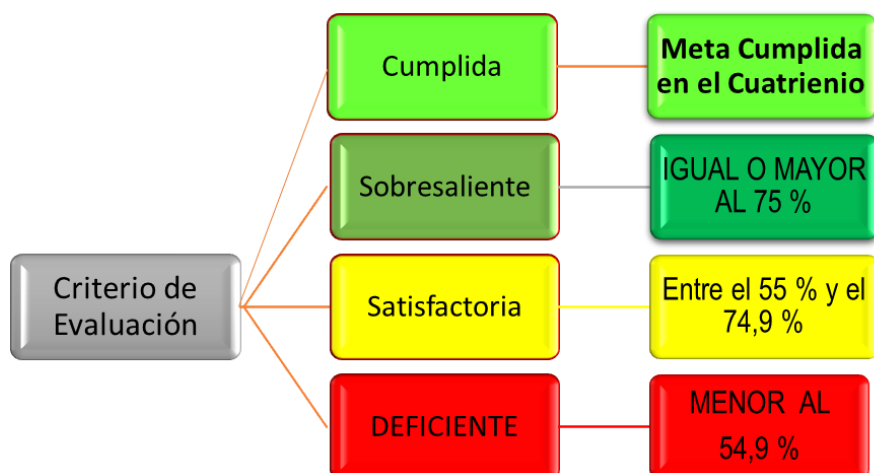 Criterio de
Evaluación
Cumplida
Meta Cumplida
en el Cuatrienio
Sobresaliente
IGUAL O MAYOR
AL 75 %
Satisfactoria
Entre el 55 % y el
74,9 %
DEFICIENTE
MENOR AL
54,9 %